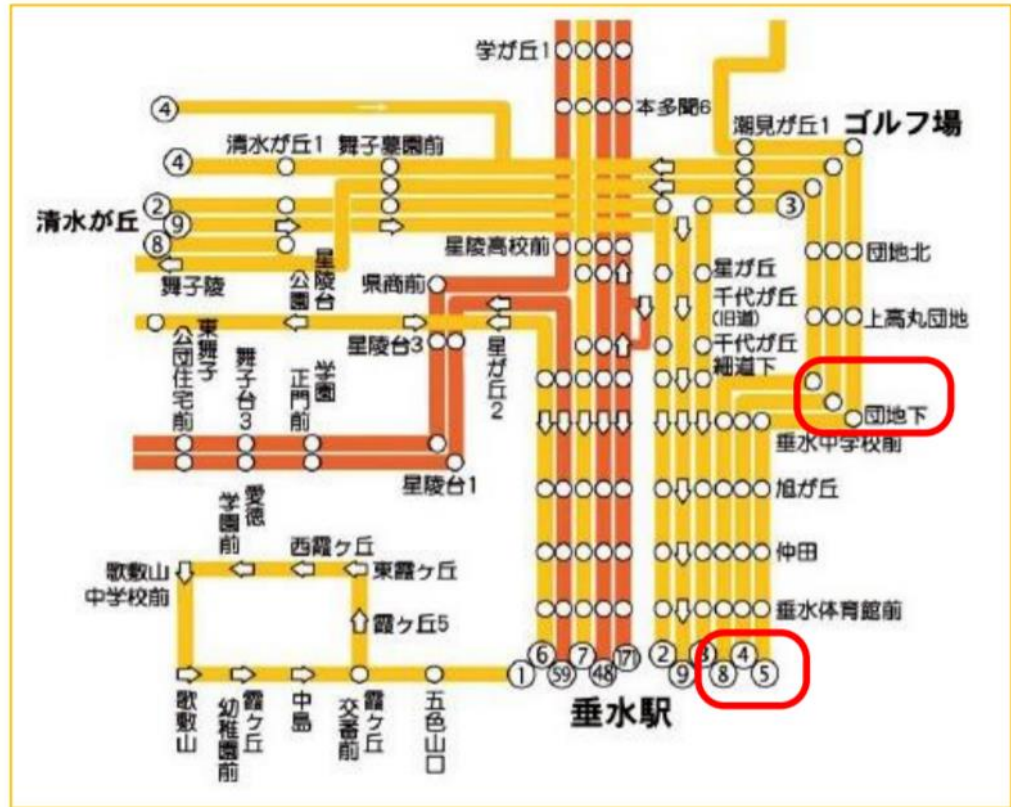 学が丘1
本多聞6
④
潮見が丘1
ゴルフ場
④
清水が丘1
舞子墓園前
②
⑨
⑧
③
清水が丘
舞子陵
星陵台公園
県商前
星陵高校前
星が丘
団地北
千代が丘
(旧道)
上高丸団地
千代が丘
細道下
東舞子
公団住宅前
舞子台3
学園
正門前
星陵台3
星が丘2
団地下
垂水中学校前
星陵台1
愛徳
学園前
旭が丘
西霞ヶ丘
東霞ヶ丘
仲田
歌敷山
中学校前
霞ヶ丘5
垂水体育館前
① ⑥ 59 ⑦ 48 171 ② ⑨ ③ ⑧ ④ ⑤
垂水駅
歌敷山
霞ヶ丘
幼稚園前
中島
霞ヶ丘
交番前
五色山口